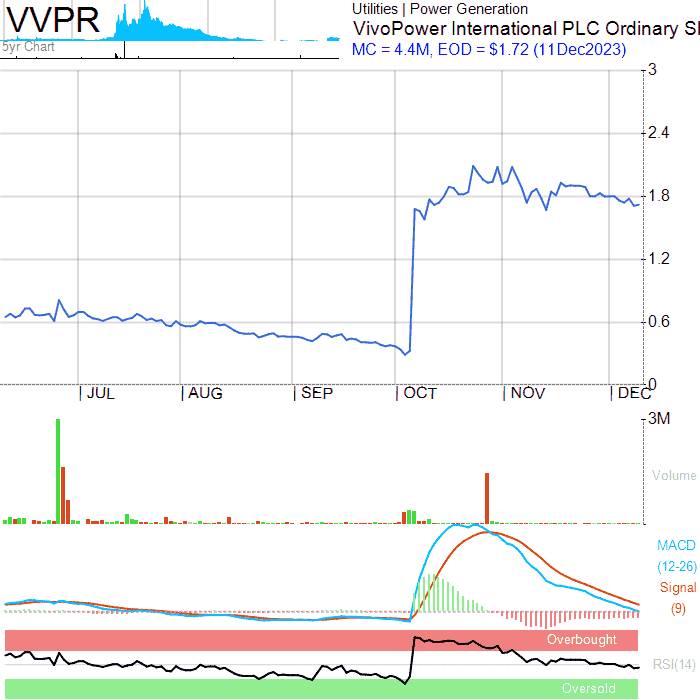 VVPR
5yr Chart
Utilities | Power Generation
VivoPower International PLC Ordinary S
MC = 4.4M, EOD = $1.72 (11Dec2023)
3
2.4
1.8
1.2
0.6
0
JUL AUG SEP OCT NOV DEC
3M
Volume
MACD
(12-26)
Signal
(9)
Overbought
RSI(14)
Oversold